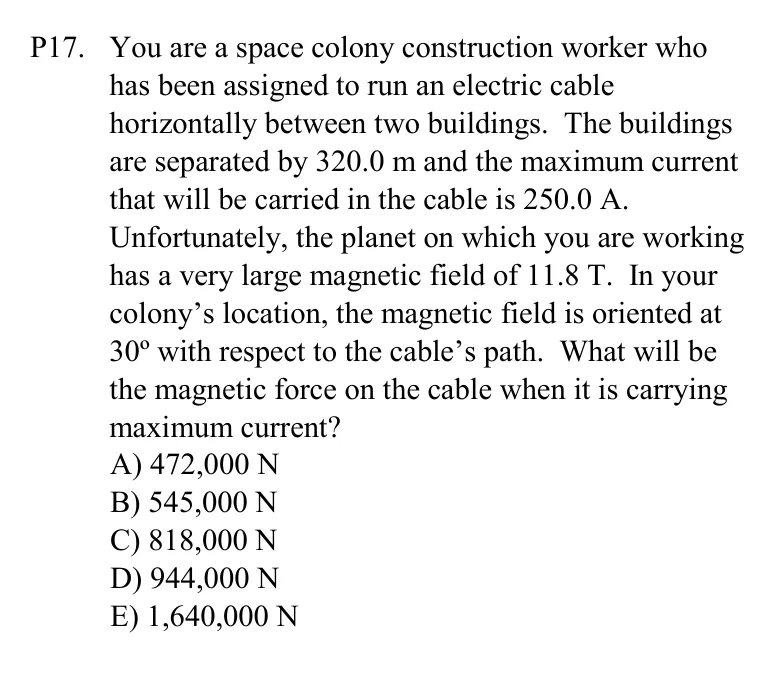 P17. You are a space colony construction worker who
has been assigned to run an electric cable
horizontally between two buildings. The buildings
are separated by 320.0 m and the maximum current
that will be carried in the cable is 250.0 A.
Unfortunately, the planet on which you are working
has a very large magnetic field of 11.8 T. In your
colony's location, the magnetic field is oriented at
30º with respect to the cable's path. What will be
the magnetic force on the cable when it is carrying
maximum current?
A) 472,000 N
B) 545,000 N
C) 818,000 N
D) 944,000 N
E) 1,640,000 N